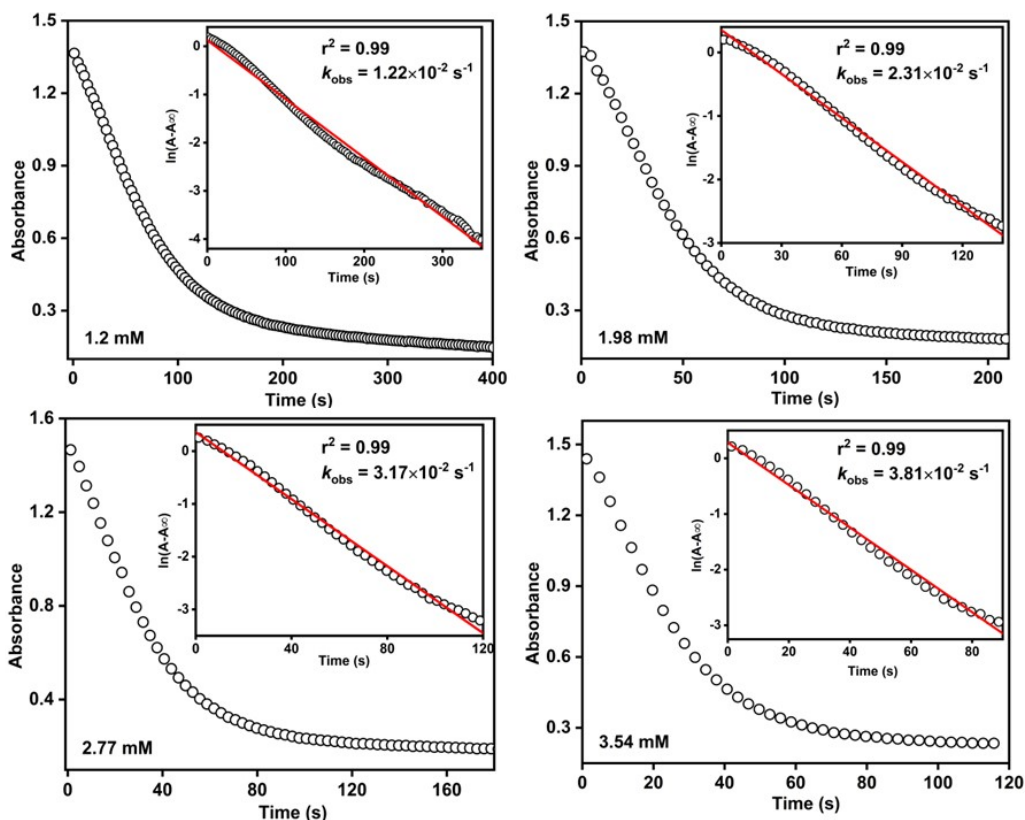 1.5
1.2
0.9
0.6
0.3
Absorbance
0
100
200
300
400
Time (s)
1.2 mM
0
-1
-2
-3
-4
ln(A-A∞)
0
100
200
300
Time (s)
r² = 0.99
kobs = 1.22×10⁻² s⁻¹
1.5
1.2
0.9
0.6
0.3
Absorbance
0
50
100
150
200
Time (s)
1.98 mM
0
-1
-2
-3
ln(A-A∞)
0
30
60
90
120
Time (s)
r² = 0.99
kobs = 2.31×10⁻² s⁻¹
1.6
1.2
0.8
0.4
Absorbance
0
40
80
120
160
Time (s)
2.77 mM
0
-1
-2
-3
ln(A-A∞)
0
40
80
120
Time (s)
r² = 0.99
kobs = 3.17×10⁻² s⁻¹
1.5
1.2
0.9
0.6
0.3
Absorbance
0
20
40
60
80
100
120
Time (s)
3.54 mM
0
-1
-2
-3
ln(A-A∞)
0
20
40
60
80
Time (s)
r² = 0.99
kobs = 3.81×10⁻² s⁻¹